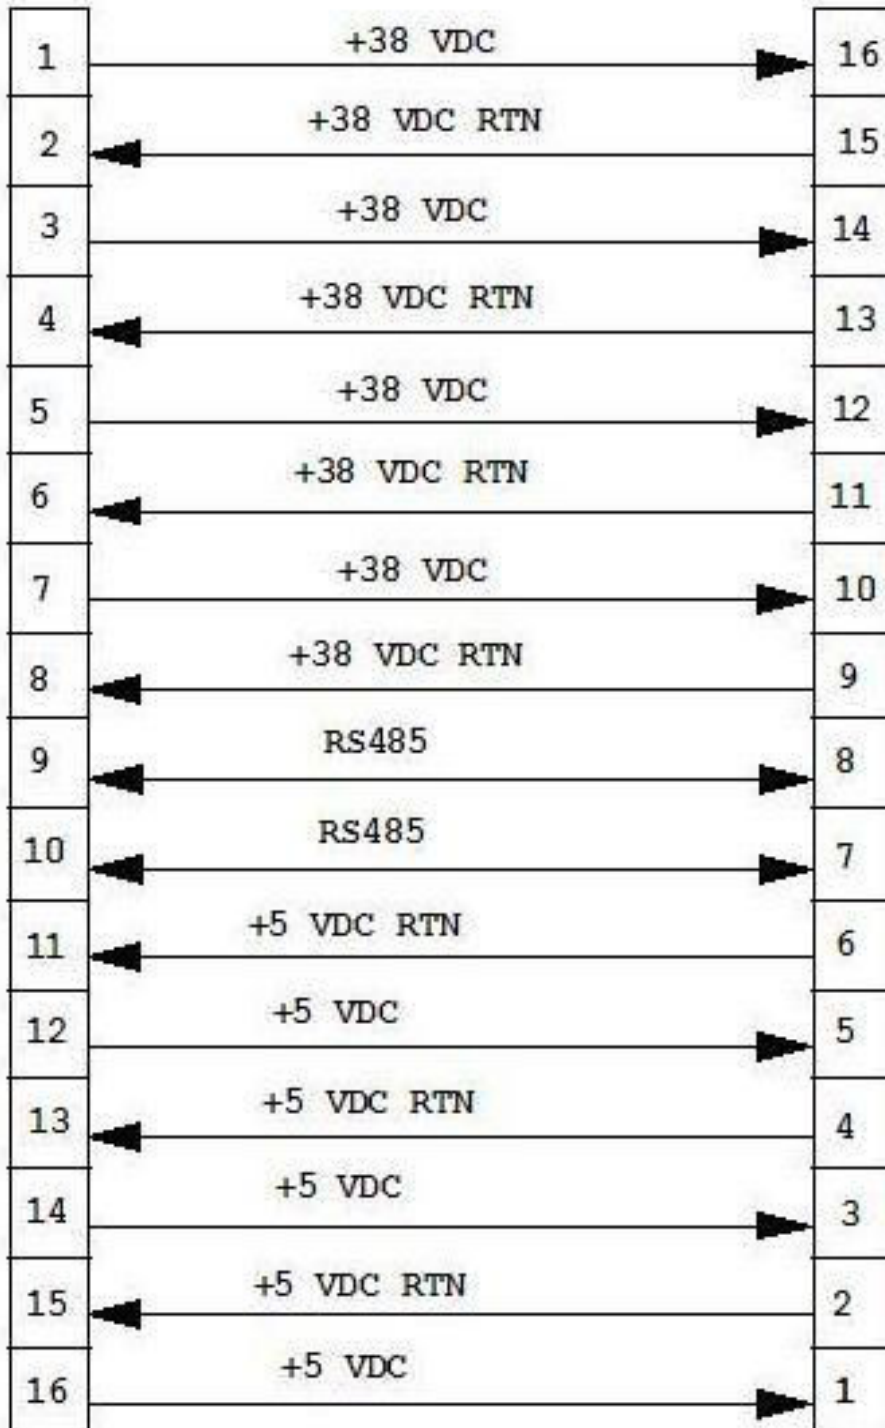 1 +38 VDC 16
2 +38 VDC RTN 15
3 +38 VDC 14
4 +38 VDC RTN 13
5 +38 VDC 12
6 +38 VDC RTN 11
7 +38 VDC 10
8 +38 VDC RTN 9
9 RS485 8
10 RS485 7
11 +5 VDC RTN 6
12 +5 VDC 5
13 +5 VDC RTN 4
14 +5 VDC 3
15 +5 VDC RTN 2
16 +5 VDC 1